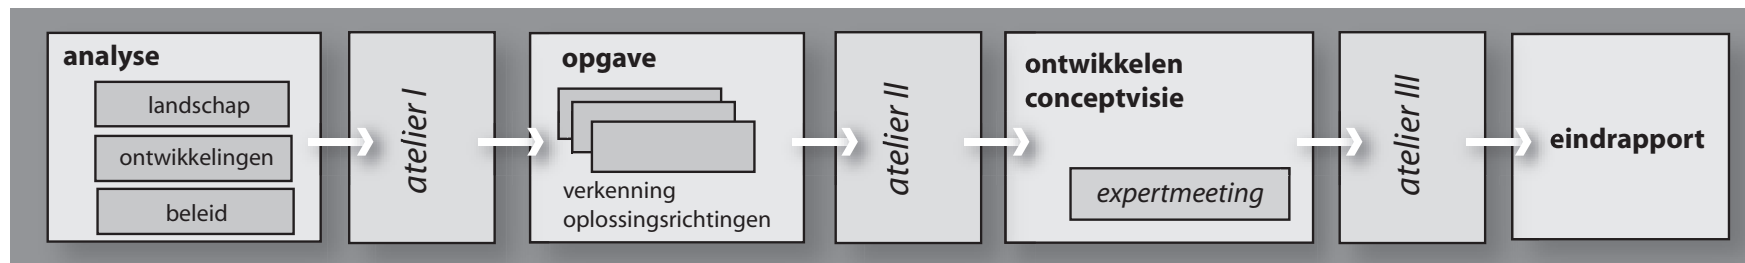 analyse
landschap
ontwikkelingen
beleid
atelier I
opgave
verkenning
oplossingsrichtingen
atelier II
ontwikkelen
conceptvisie
expertmeeting
atelier III
eindrapport